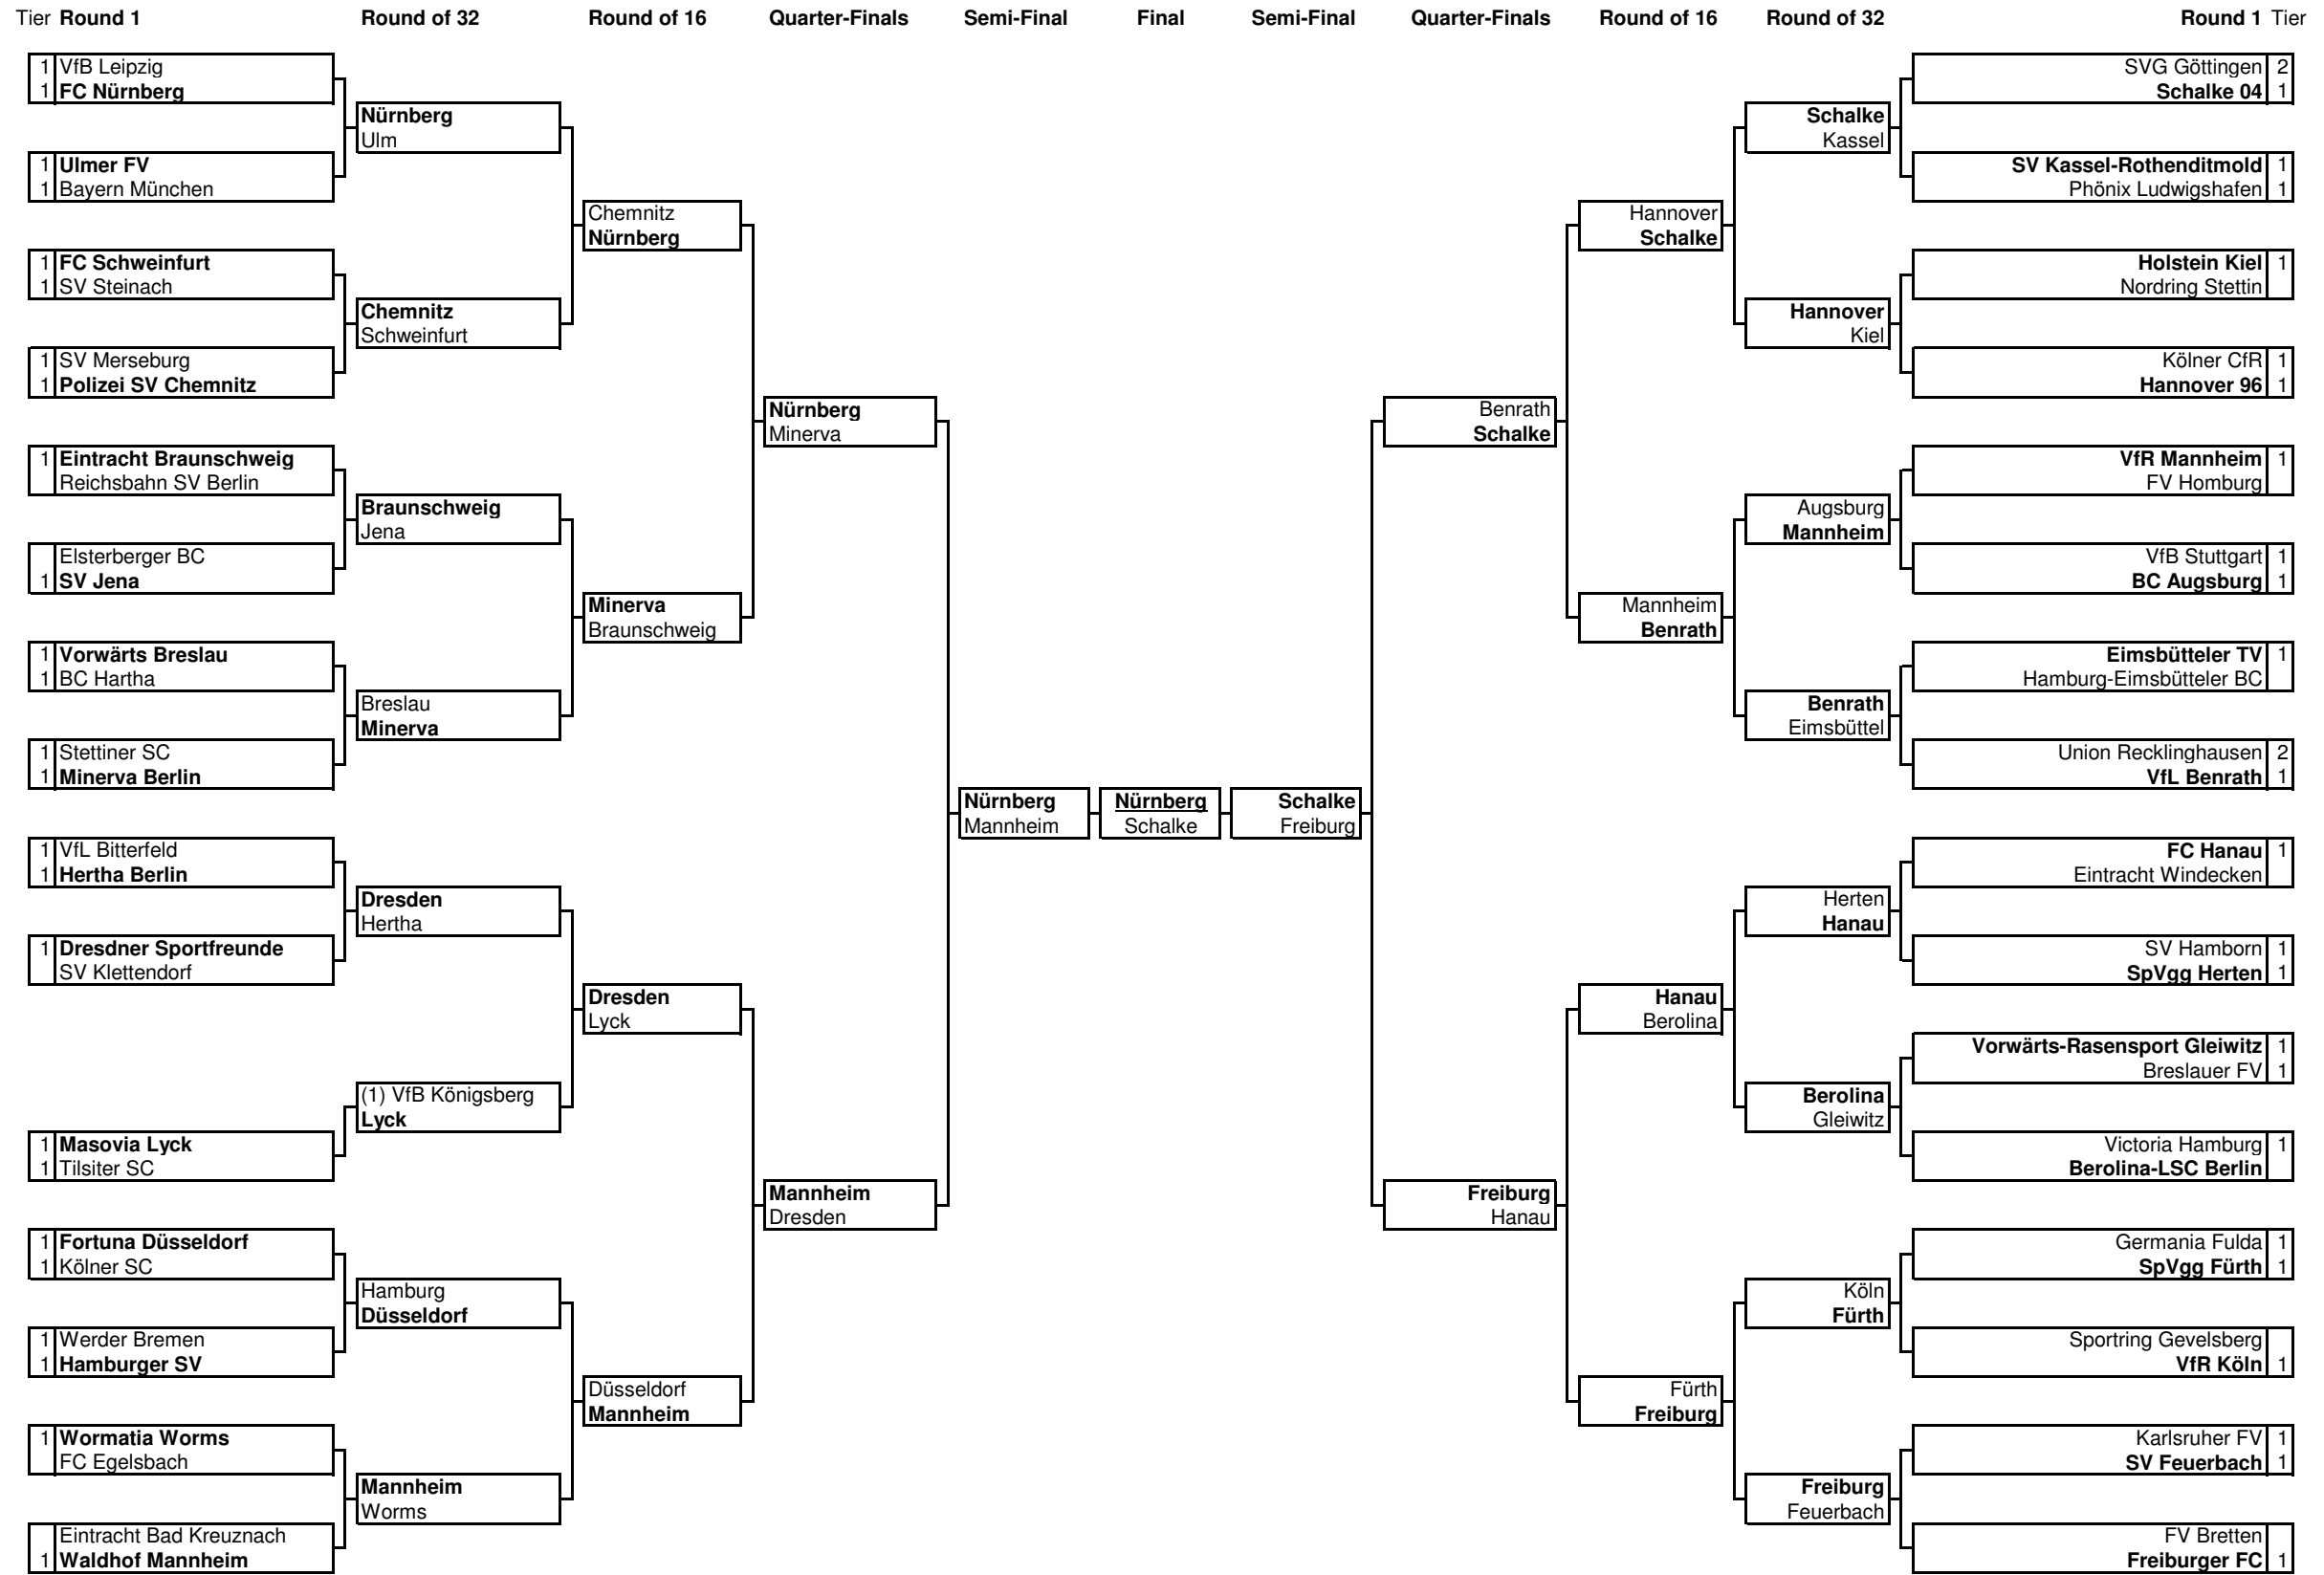 Tier Round 1 Round of 32 Round of 16 Quarter-Finals Semi-Final Final Semi-Final Quarter-Finals Round of 16 Round of 32 Round 1 Tier
1 VfB Leipzig
1 FC Nürnberg
1 Ulmer FV
1 Bayern München
1 FC Schweinfurt
1 SV Steinach
1 SV Merseburg
1 Polizei SV Chemnitz
1 Eintracht Braunschweig
Reichsbahn SV Berlin
Elsterberger BC
1 SV Jena
1 Vorwärts Breslau
1 BC Hartha
1 Stettiner SC
1 Minerva Berlin
1 VfL Bitterfeld
1 Hertha Berlin
1 Dresdner Sportfreunde
SV Klettendorf
1 Masovia Lyck
1 Tilsiter SC
1 Fortuna Düsseldorf
1 Kölner SC
1 Werder Bremen
1 Hamburger SV
1 Wormatia Worms
FC Egelsbach
Eintracht Bad Kreuznach
1 Waldhof Mannheim
Nürnberg
Ulm
Chemnitz
Schweinfurt
Braunschweig
Jena
Breslau
Minerva
Dresden
Hertha
(1) VfB Königsberg
Lyck
Hamburg
Düsseldorf
Mannheim
Worms
Chemnitz
Nürnberg
Minerva
Braunschweig
Dresden
Lyck
Düsseldorf
Mannheim
Nürnberg
Minerva
Mannheim
Dresden
Nürnberg
Mannheim
Nürnberg
Schalke
Schalke
Freiburg
Benrath
Schalke
Freiburg
Hanau
Hannover
Schalke
Mannheim
Benrath
Hanau
Berolina
Fürth
Freiburg
Schalke
Kassel
Hannover
Kiel
Augsburg
Mannheim
Benrath
Eimsbüttel
Herten
Hanau
Berolina
Gleiwitz
Köln
Fürth
Freiburg
Feuerbach
SVG Göttingen 2
Schalke 04 1
SV Kassel-Rothenditmold 1
Phönix Ludwigshafen 1
Holstein Kiel 1
Nordring Stettin
Kölner CfR 1
Hannover 96 1
VfR Mannheim 1
FV Homburg
VfB Stuttgart 1
BC Augsburg 1
Eimsbütteler TV 1
Hamburg-Eimsbütteler BC
Union Recklinghausen 2
VfL Benrath 1
FC Hanau 1
Eintracht Windecken
SV Hamborn 1
SpVgg Herten 1
Vorwärts-Rasensport Gleiwitz 1
Breslauer FV 1
Victoria Hamburg 1
Berolina-LSC Berlin
Germania Fulda 1
SpVgg Fürth 1
Sportring Gevelsberg
VfR Köln 1
Karlsruher FV 1
SV Feuerbach 1
FV Bretten
Freiburger FC 1